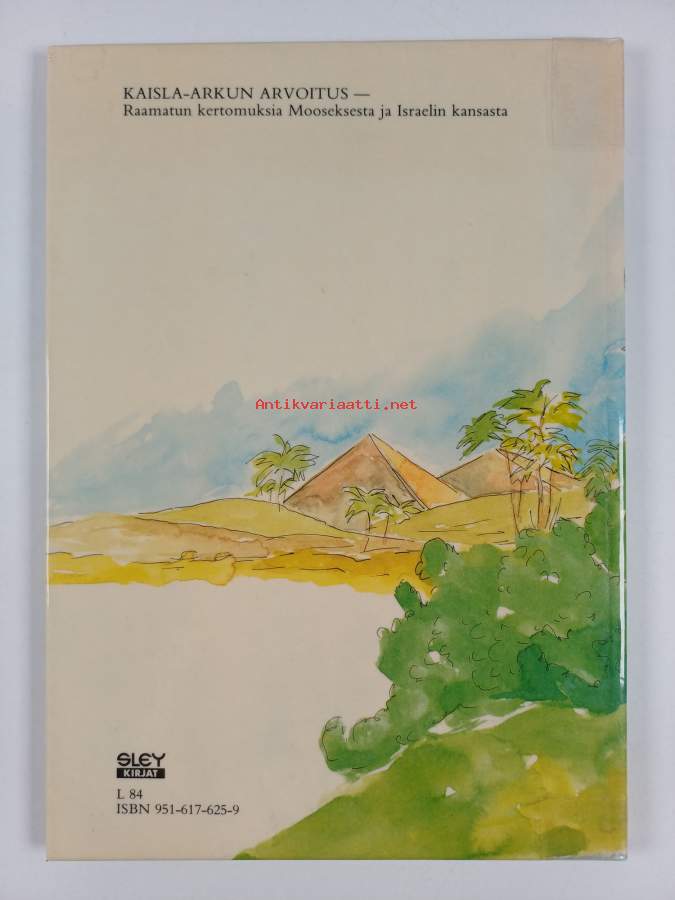 KAISLA-ARKUN ARVOITUS —
Raamatun kertomuksia Mooseksesta ja Israelin kansasta
Antikvariaatti.net
SLEY
KIRJAT
L 84
ISBN 951-617-625-9